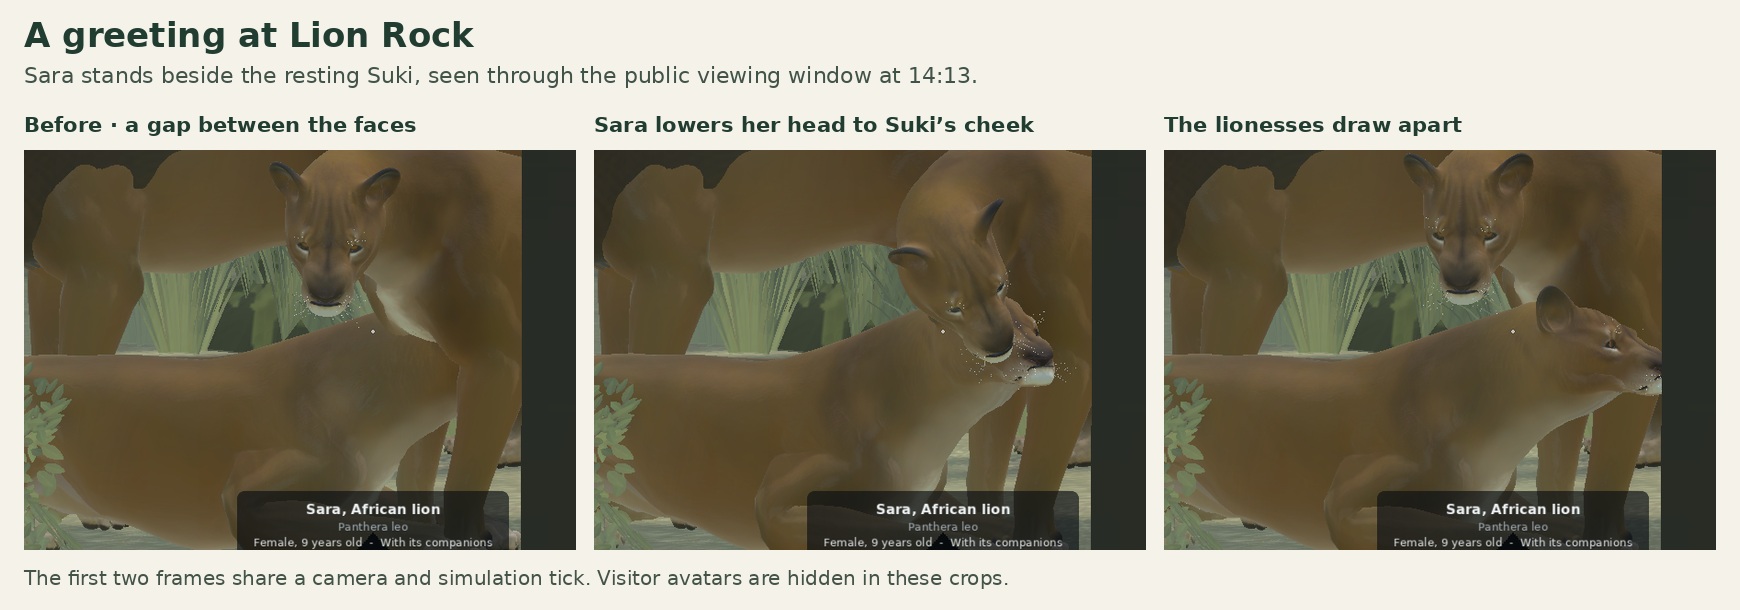 A greeting at Lion Rock
Sara stands beside the resting Suki, seen through the public viewing window at 14:13.
Before · a gap between the faces
Sara lowers her head to Suki’s cheek
The lionesses draw apart
Sara, African lion
Panthera leo
Female, 9 years old - With its companions
Sara, African lion
Panthera leo
Female, 9 years old - With its companions
Sara, African lion
Panthera leo
Female, 9 years old - With its companions
The first two frames share a camera and simulation tick. Visitor avatars are hidden in these crops.